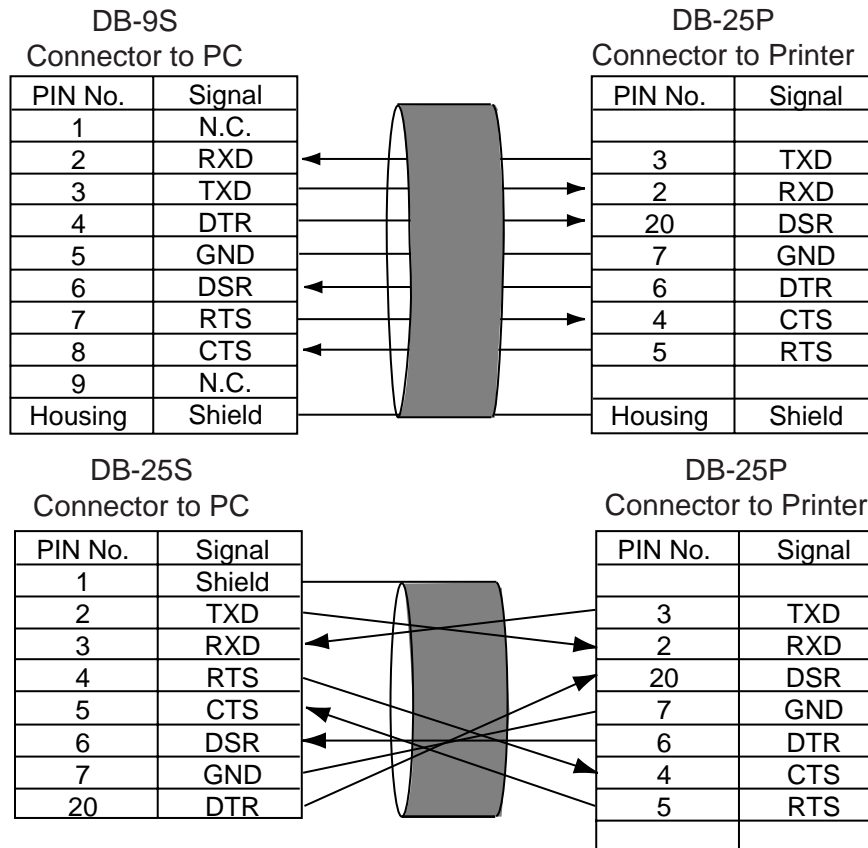 DB-9S DB-25P
Connector to PC Connector to Printer
PIN No. Signal PIN No. Signal
1 N.C.
2 RXD 3 TXD
3 TXD 2 RXD
4 DTR 20 DSR
5 GND 7 GND
6 DSR 6 DTR
7 RTS 4 CTS
8 CTS 5 RTS
9 N.C.
Housing Shield Housing Shield
DB-25S DB-25P
Connector to PC Connector to Printer
PIN No. Signal PIN No. Signal
1 Shield
2 TXD 3 TXD
3 RXD 2 RXD
4 RTS 20 DSR
5 CTS 7 GND
6 DSR 6 DTR
7 GND 4 CTS
20 DTR 5 RTS